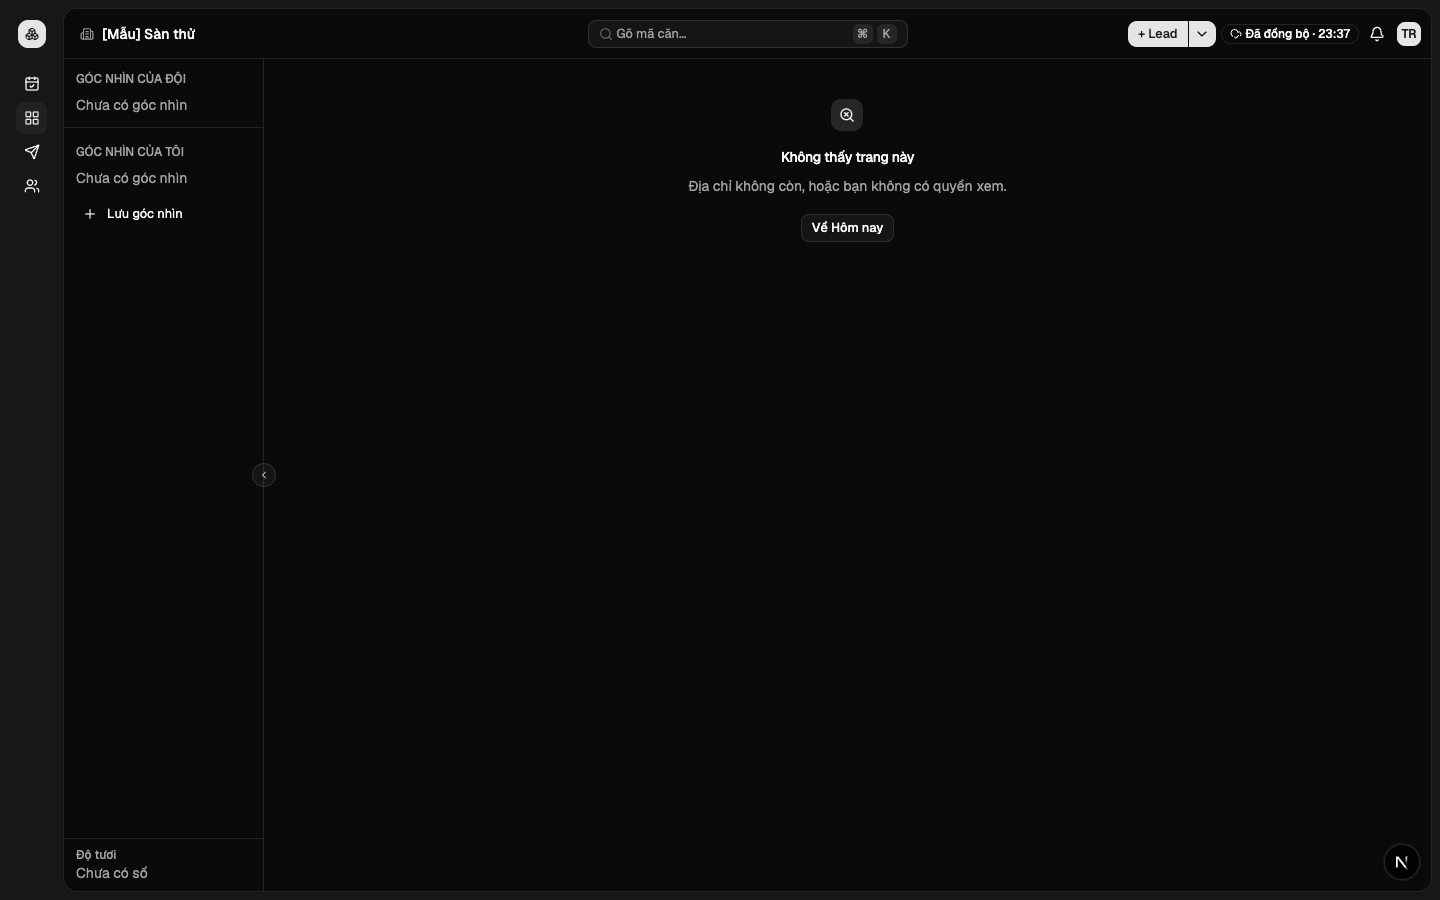 [Mẫu] Sàn thử
Gõ mã căn...
⌘ K
+ Lead
Đã đồng bộ · 23:37
TR
GÓC NHÌN CỦA ĐỘI
Chưa có góc nhìn
GÓC NHÌN CỦA TÔI
Chưa có góc nhìn
Lưu góc nhìn
Không thấy trang này
Địa chỉ không còn, hoặc bạn không có quyền xem.
Về Hôm nay
Độ tươi
Chưa có số
N